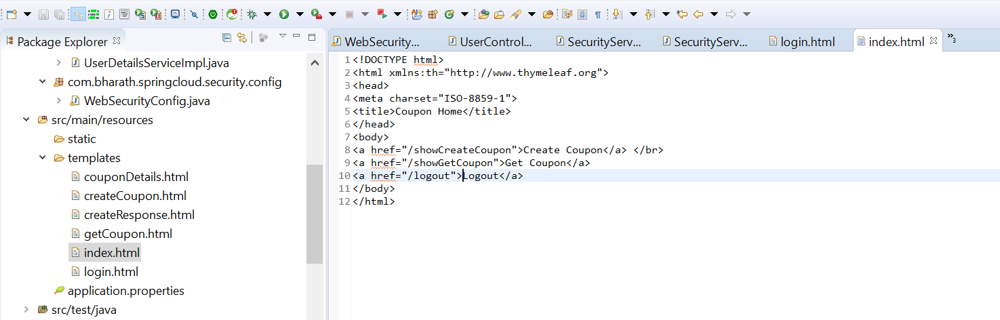 Package Explorer
UserDetailsServiceImpl.java
com.bharath.springcloud.security.config
WebSecurityConfig.java
src/main/resources
static
templates
couponDetails.html
createCoupon.html
createResponse.html
getCoupon.html
index.html
login.html
application.properties
src/test/java
WebSecurity... UserControl... SecurityServ... SecurityServ... login.html index.html »3
1 <!DOCTYPE html>
2 <html xmlns:th="http://www.thymeleaf.org">
3 <head>
4 <meta charset="ISO-8859-1">
5 <title>Coupon Home</title>
6 </head>
7 <body>
8 <a href="/showCreateCoupon">Create Coupon</a> </br>
9 <a href="/showGetCoupon">Get Coupon</a>
10 <a href="/logout">Logout</a>
11 </body>
12 </html>